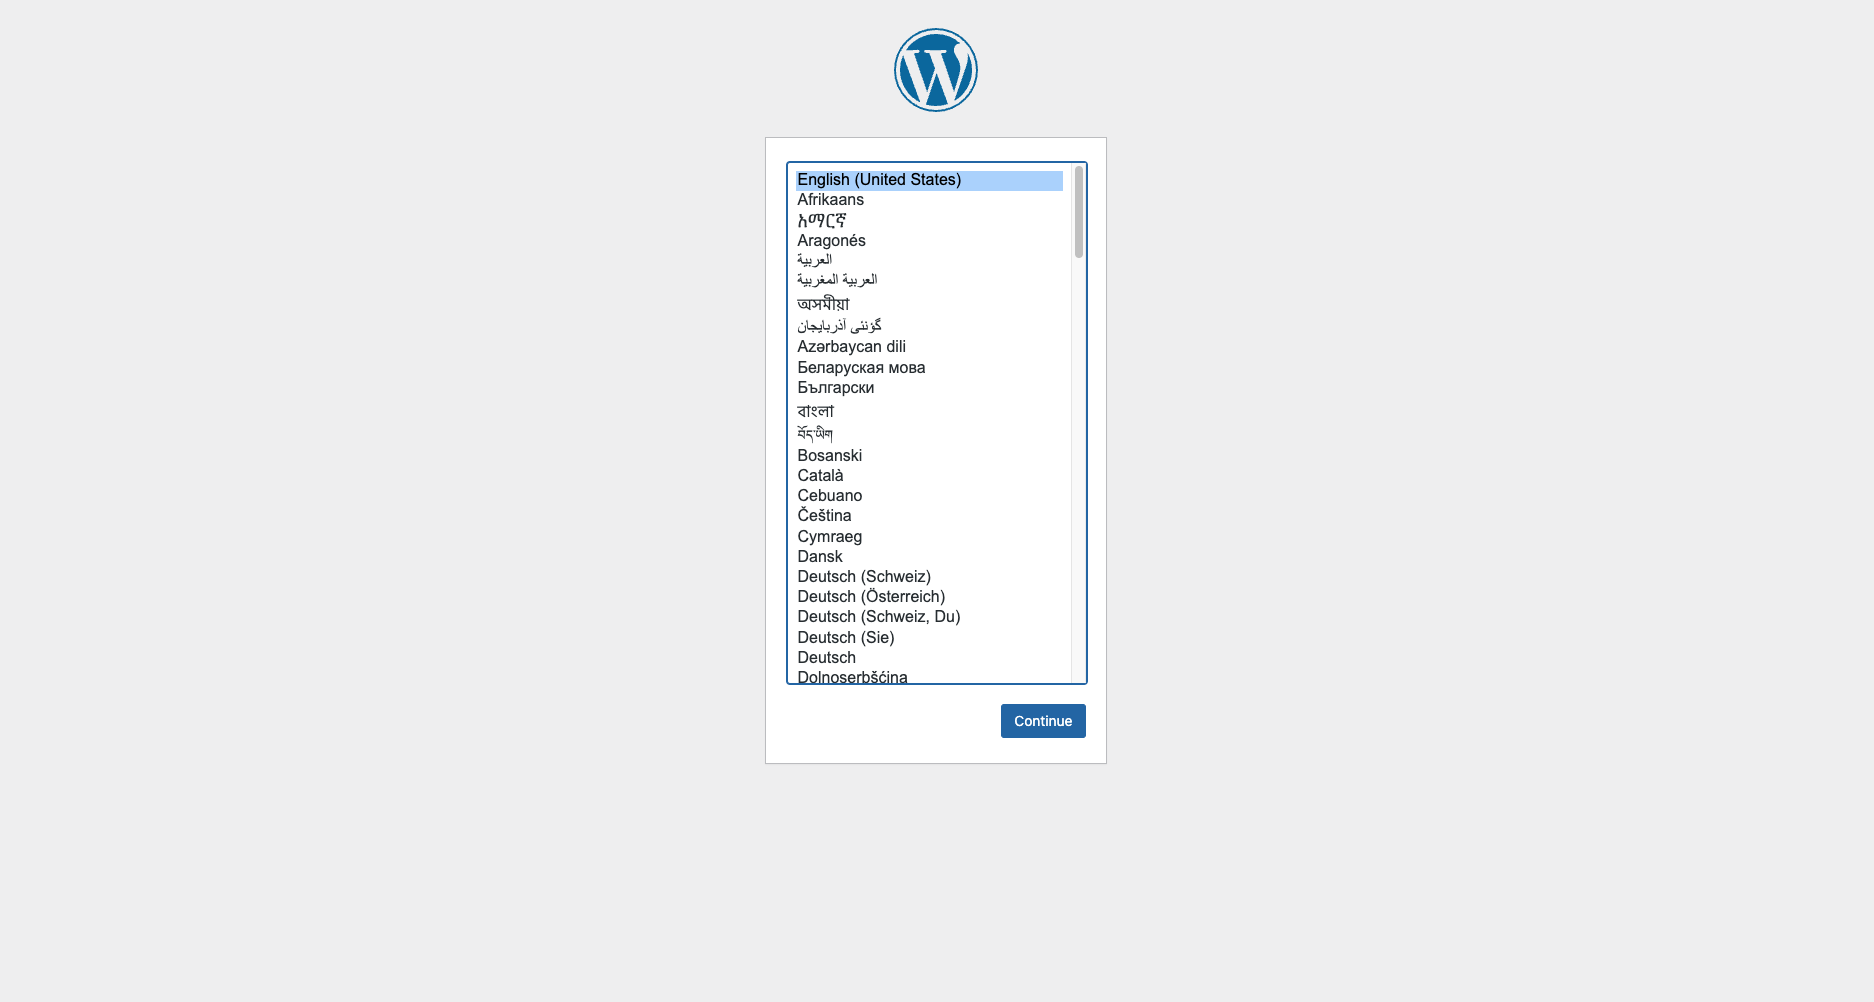 English (United States)
Afrikaans
አማርኛ
Aragonés
العربية
العربية المغربية
অসমীয়া
گؤنئی آذربایجان
Azərbaycan dili
Беларуская мова
Български
বাংলা
བོད་ཡིག
Bosanski
Català
Cebuano
Čeština
Cymraeg
Dansk
Deutsch (Schweiz)
Deutsch (Österreich)
Deutsch (Schweiz, Du)
Deutsch (Sie)
Deutsch
Dolnoserbšćina
Continue